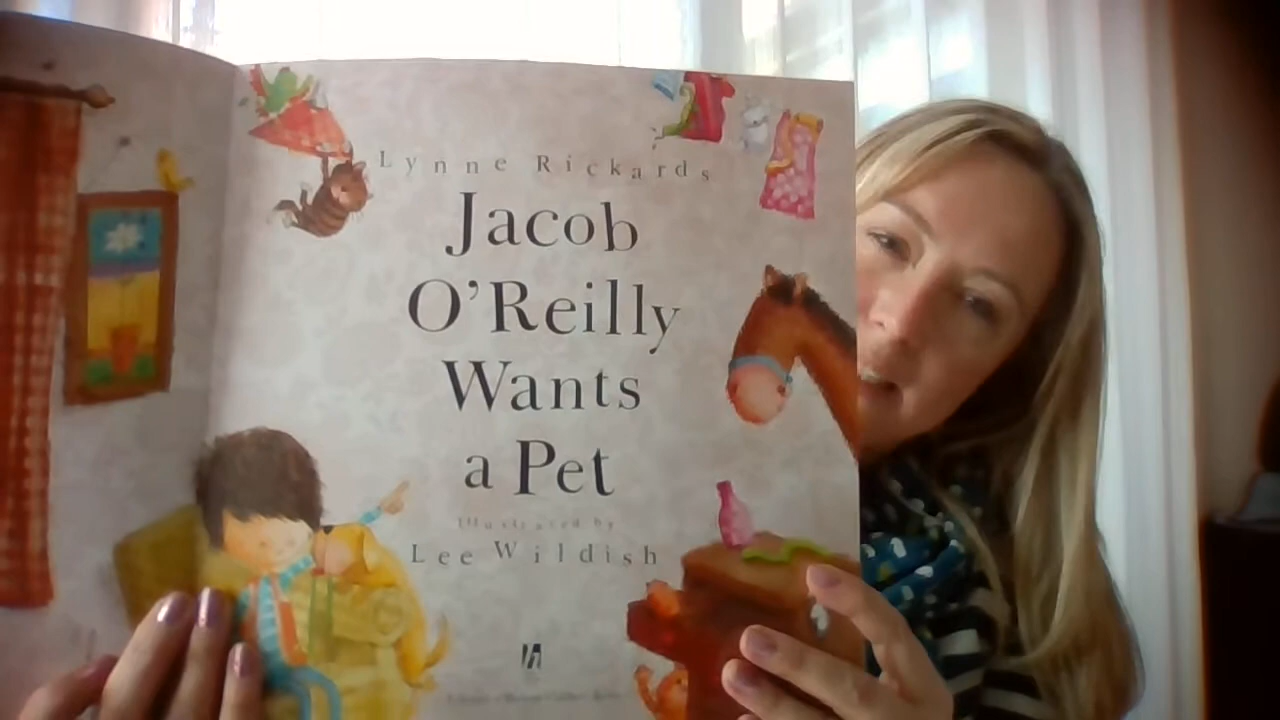 Lynne Rickards
Jacob
O'Reilly
Wants
a Pet
Illustrated by
Lee Wildish